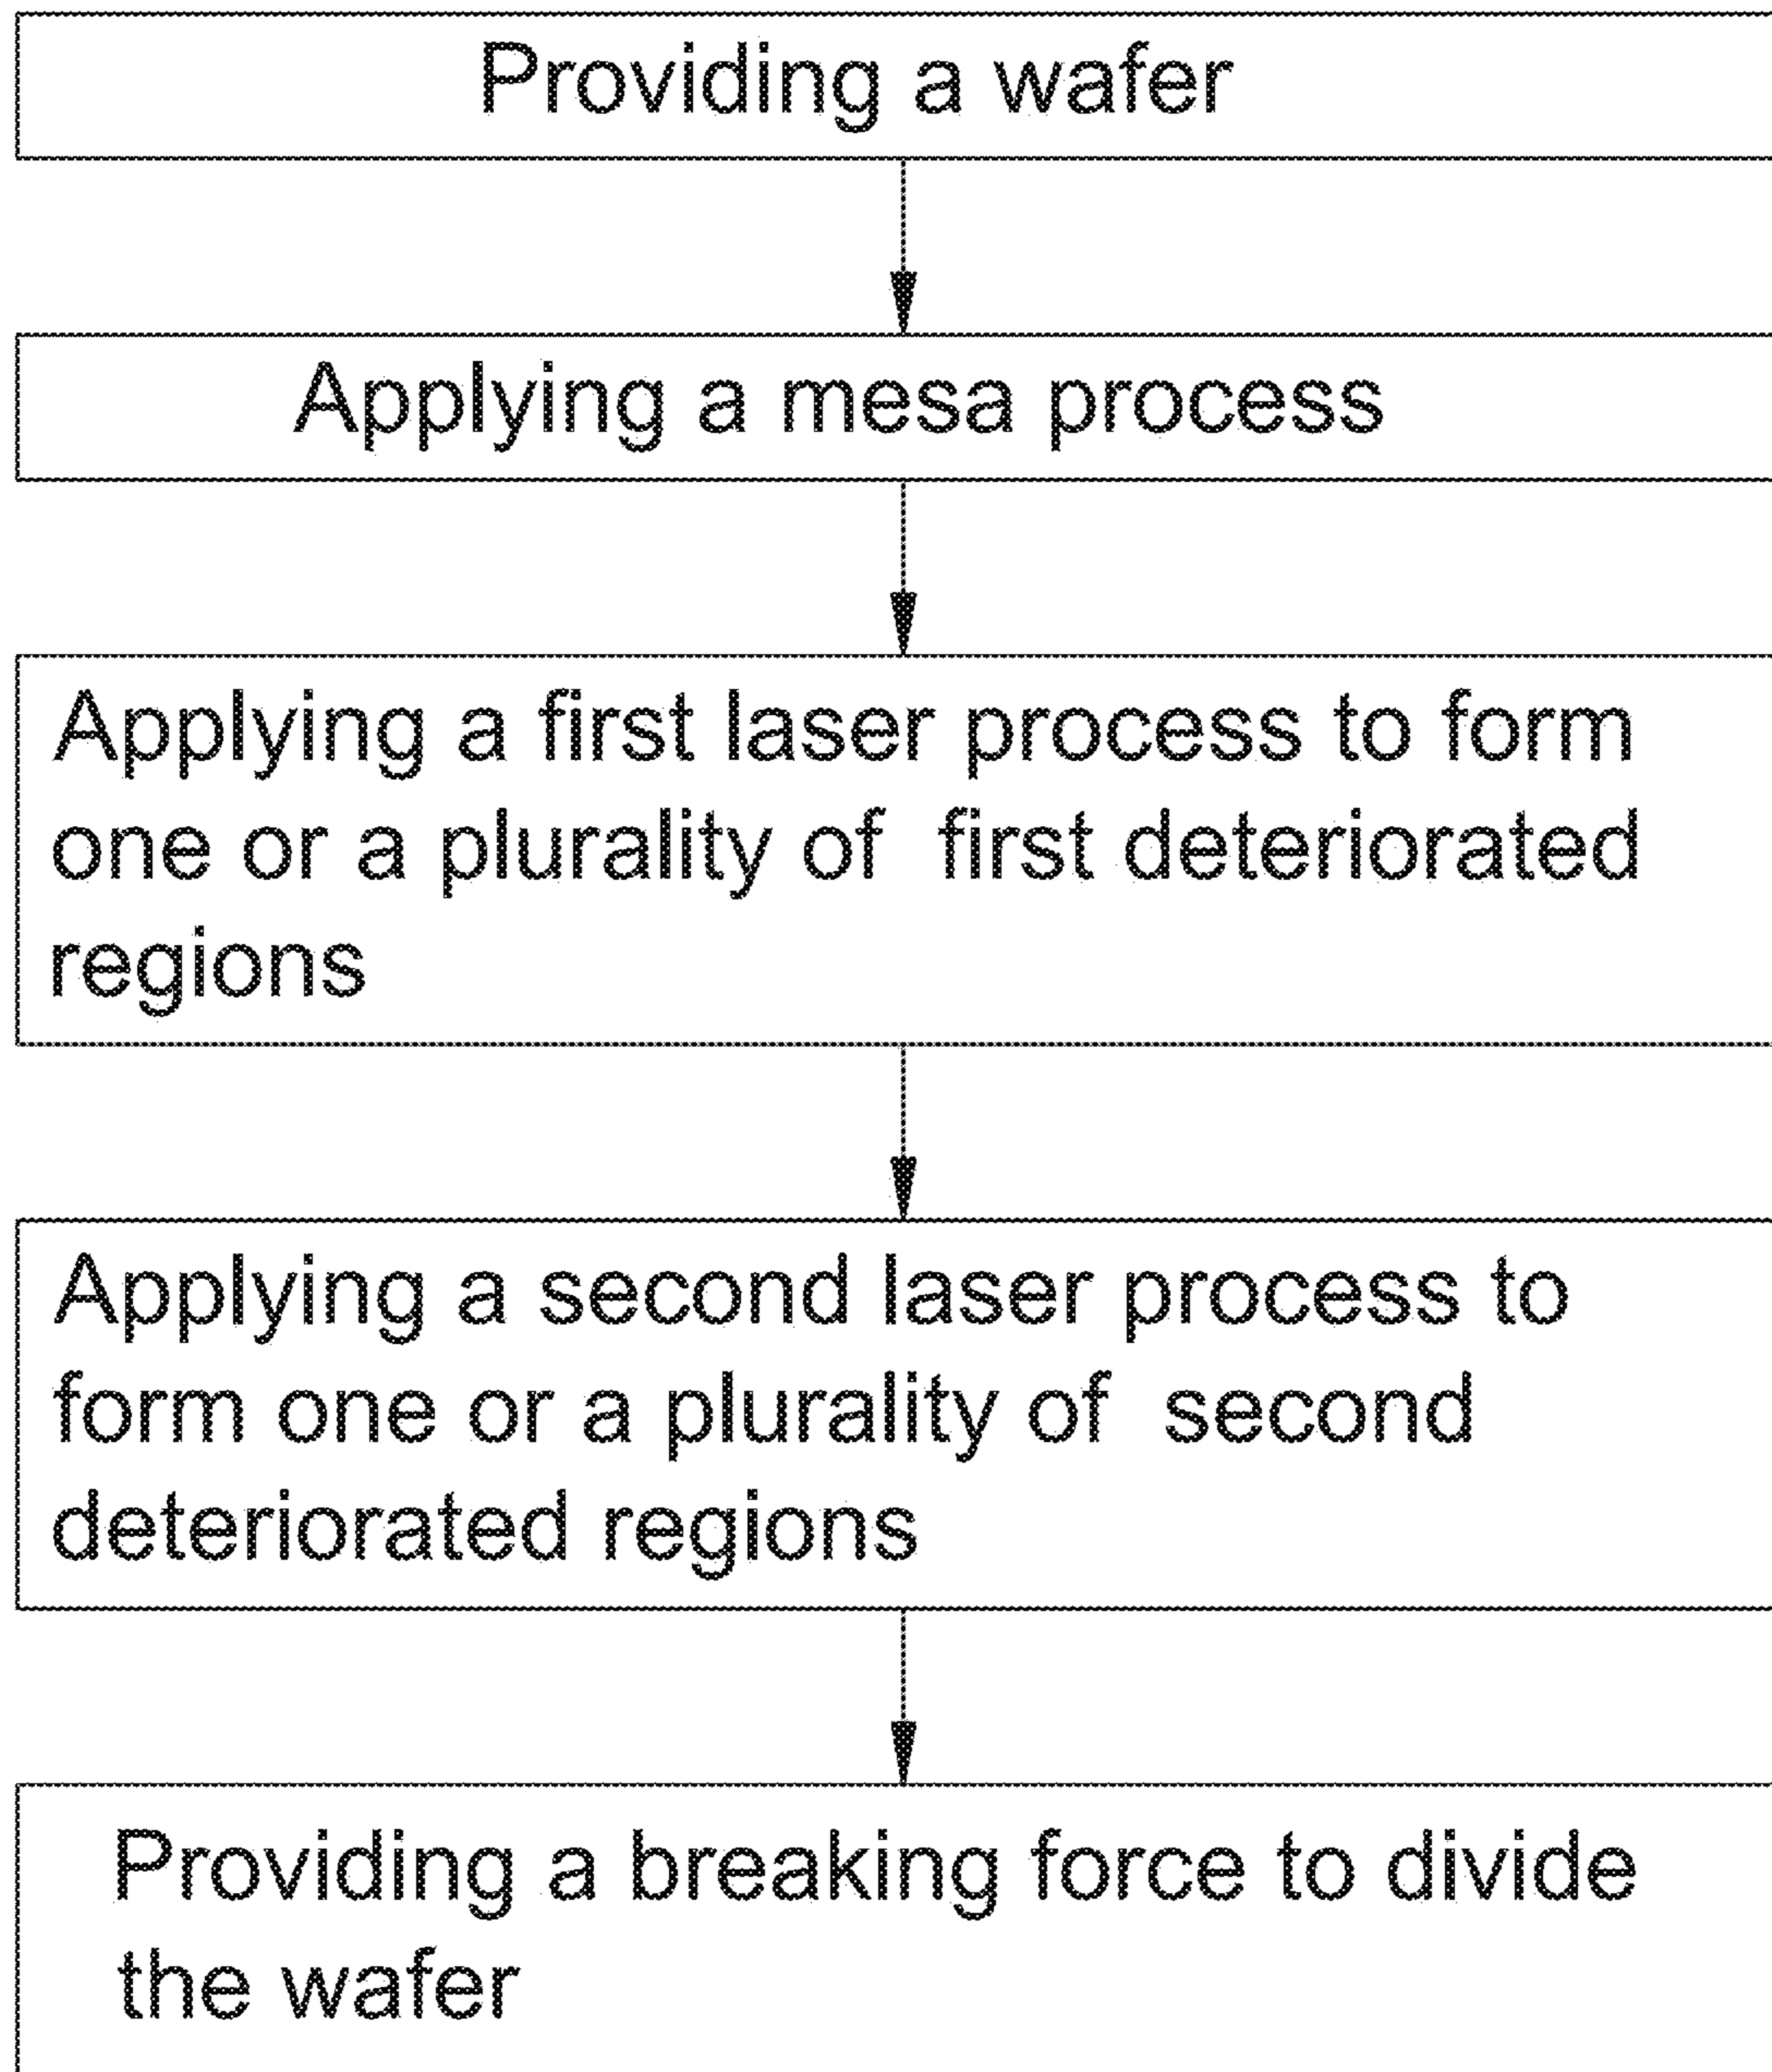 Providing a wafer
Applying a mesa process
Applying a first laser process to form
one or a plurality of first deteriorated
regions
Applying a second laser process to
form one or a plurality of second
deteriorated regions
Providing a breaking force to divide
the wafer